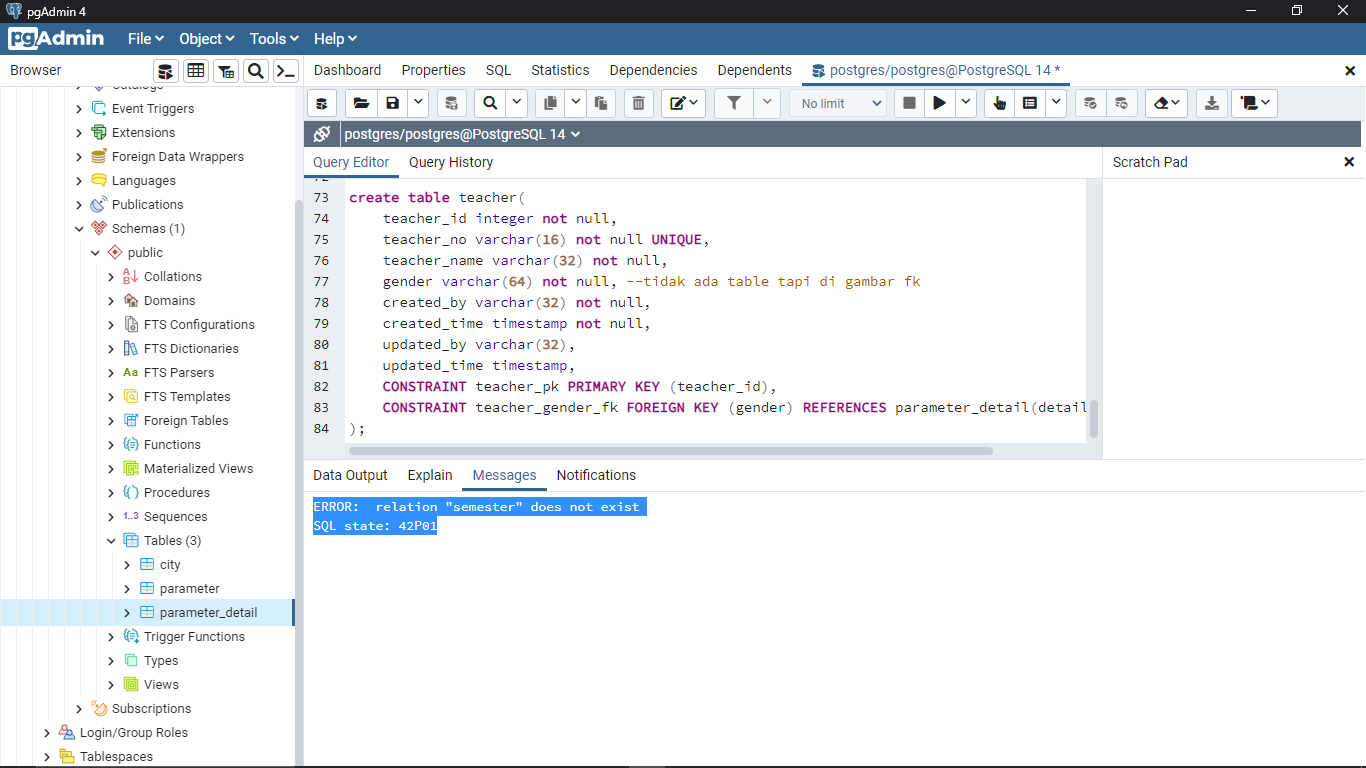 pgAdmin 4
pgAdmin File Object Tools Help
Browser
Dashboard Properties SQL Statistics Dependencies Dependents postgres/postgres@PostgreSQL 14 *
No limit
postgres/postgres@PostgreSQL 14
Query Editor Query History
Scratch Pad
Catalogs
Event Triggers
Extensions
Foreign Data Wrappers
Languages
Publications
Schemas (1)
public
Collations
Domains
FTS Configurations
FTS Dictionaries
Aa FTS Parsers
FTS Templates
Foreign Tables
Functions
Materialized Views
Procedures
1..3 Sequences
Tables (3)
city
parameter
parameter_detail
Trigger Functions
Types
Views
Subscriptions
Login/Group Roles
Tablespaces
72
73 create table teacher(
74 teacher_id integer not null,
75 teacher_no varchar(16) not null UNIQUE,
76 teacher_name varchar(32) not null,
77 gender varchar(64) not null, --tidak ada table tapi di gambar fk
78 created_by varchar(32) not null,
79 created_time timestamp not null,
80 updated_by varchar(32),
81 updated_time timestamp,
82 CONSTRAINT teacher_pk PRIMARY KEY (teacher_id),
83 CONSTRAINT teacher_gender_fk FOREIGN KEY (gender) REFERENCES parameter_detail(detail
84 );
Data Output Explain Messages Notifications
ERROR:  relation "semester" does not exist
SQL state: 42P01